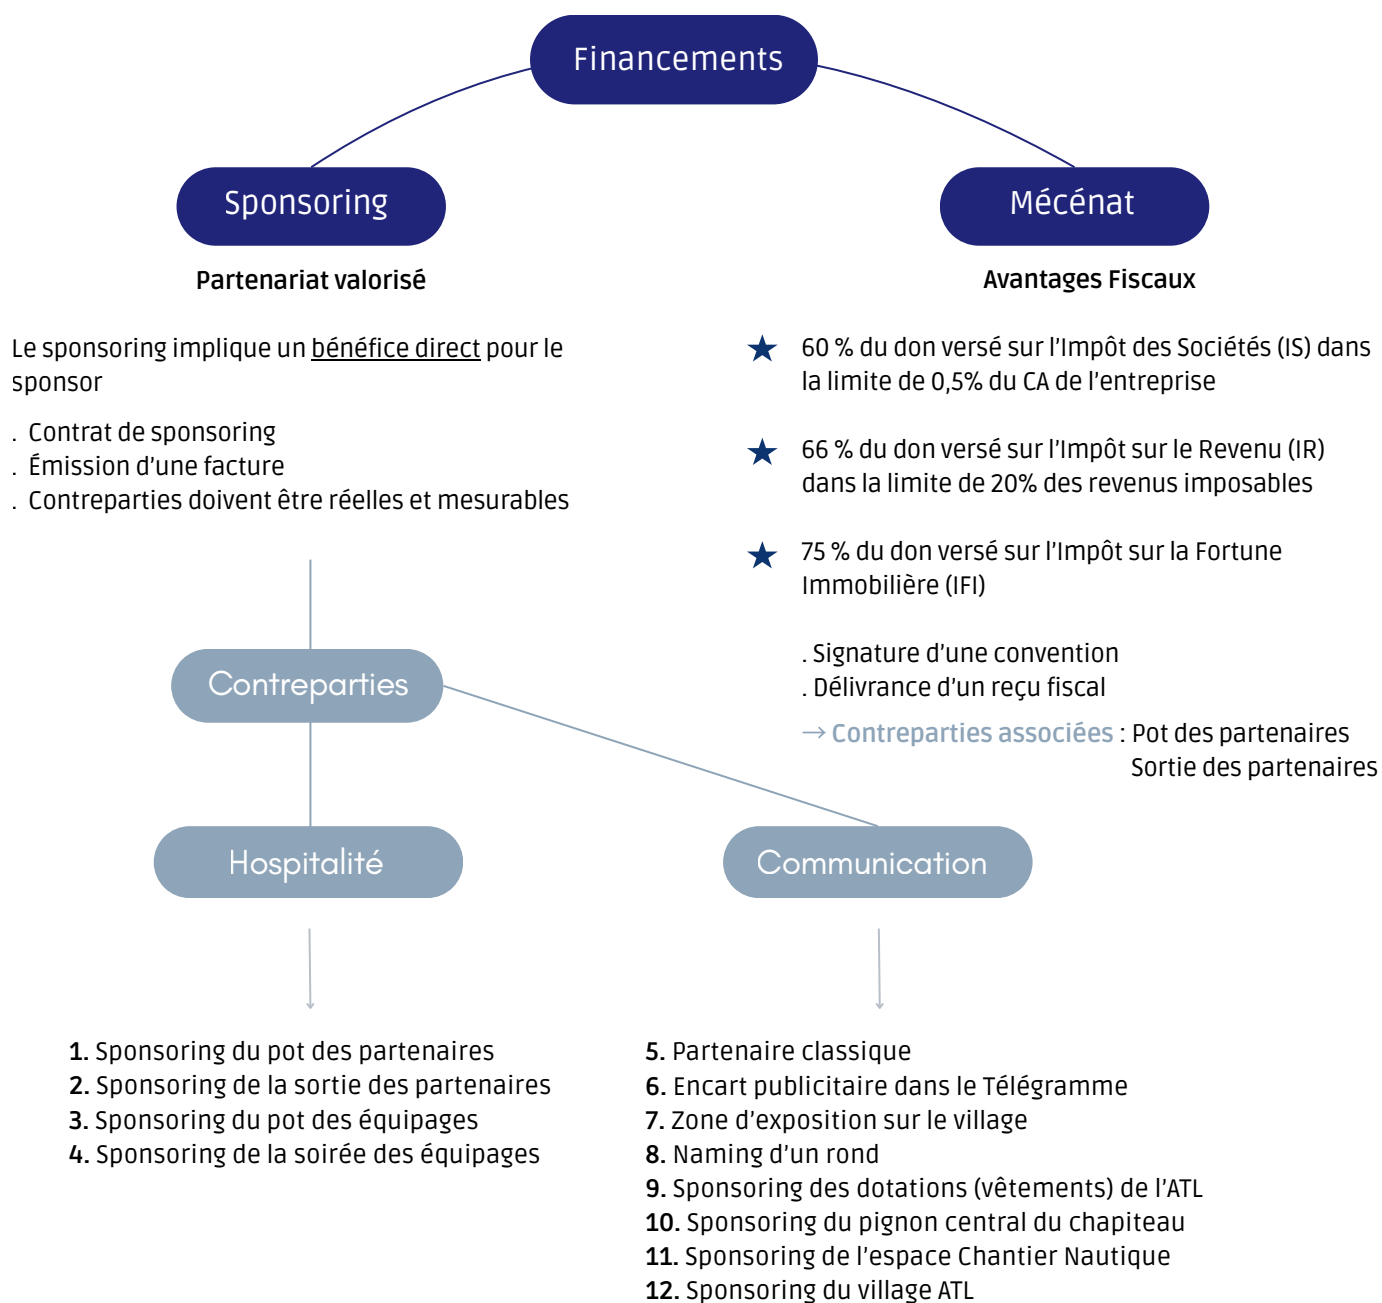 Financements
Sponsoring
Partenariat valorisé
Le sponsoring implique un bénéfice direct pour le
sponsor
. Contrat de sponsoring
. Émission d'une facture
. Contreparties doivent être réelles et mesurables
Mécénat
Avantages Fiscaux
★ 60 % du don versé sur l'Impôt des Sociétés (IS) dans
la limite de 0,5% du CA de l'entreprise
★ 66 % du don versé sur l'Impôt sur le Revenu (IR)
dans la limite de 20% des revenus imposables
★ 75 % du don versé sur l'Impôt sur la Fortune
Immobilière (IFI)
. Signature d'une convention
. Délivrance d'un reçu fiscal
→ Contreparties associées : Pot des partenaires
Sortie des partenaires
Contreparties
Hospitalité
1. Sponsoring du pot des partenaires
2. Sponsoring de la sortie des partenaires
3. Sponsoring du pot des équipages
4. Sponsoring de la soirée des équipages
Communication
5. Partenaire classique
6. Encart publicitaire dans le Télégramme
7. Zone d'exposition sur le village
8. Naming d'un rond
9. Sponsoring des dotations (vêtements) de l'ATL
10. Sponsoring du pignon central du chapiteau
11. Sponsoring de l'espace Chantier Nautique
12. Sponsoring du village ATL